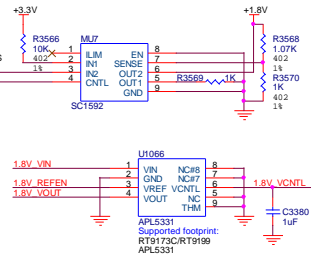 +3.3V
+1.8V
R3566
10K
402
1%
MU7
1 ILIM EN 8
2 IN1 SENSE 7
3 IN2 OUT2 6
4 CNTL OUT1 5
GND 9
SC1592
R3569 1K
R3568
1.07K
402
1%
R3570
1K
402
1%
U1066
1.8V_VIN 1 VIN NC#8 8
2 GND NC#7 7
1.8V_REFEN 3 VREF VCNTL 6 1.8V_VCNTL
1.8V_VOUT 4 VOUT NC 5
THM 9
APL5331
Supported footprint:
RT9173C/RT9199
APL5331
C3380
1uF